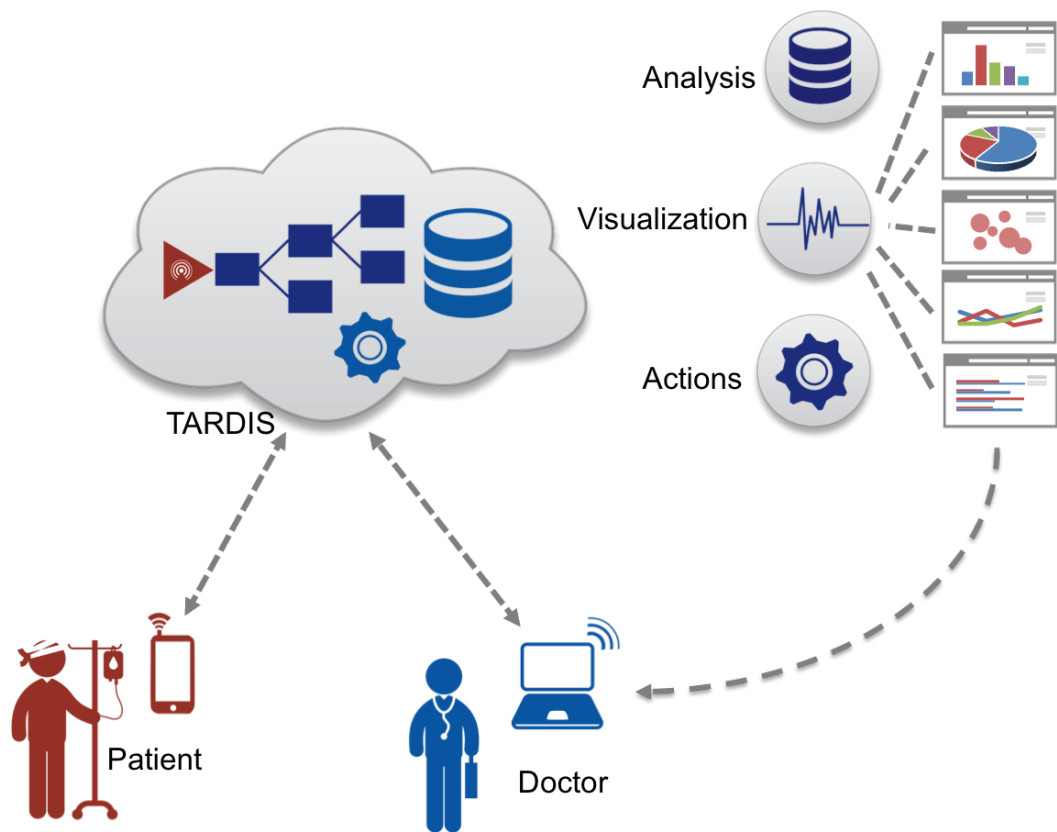 Analysis
Visualization
Actions
TARDIS
Patient
Doctor